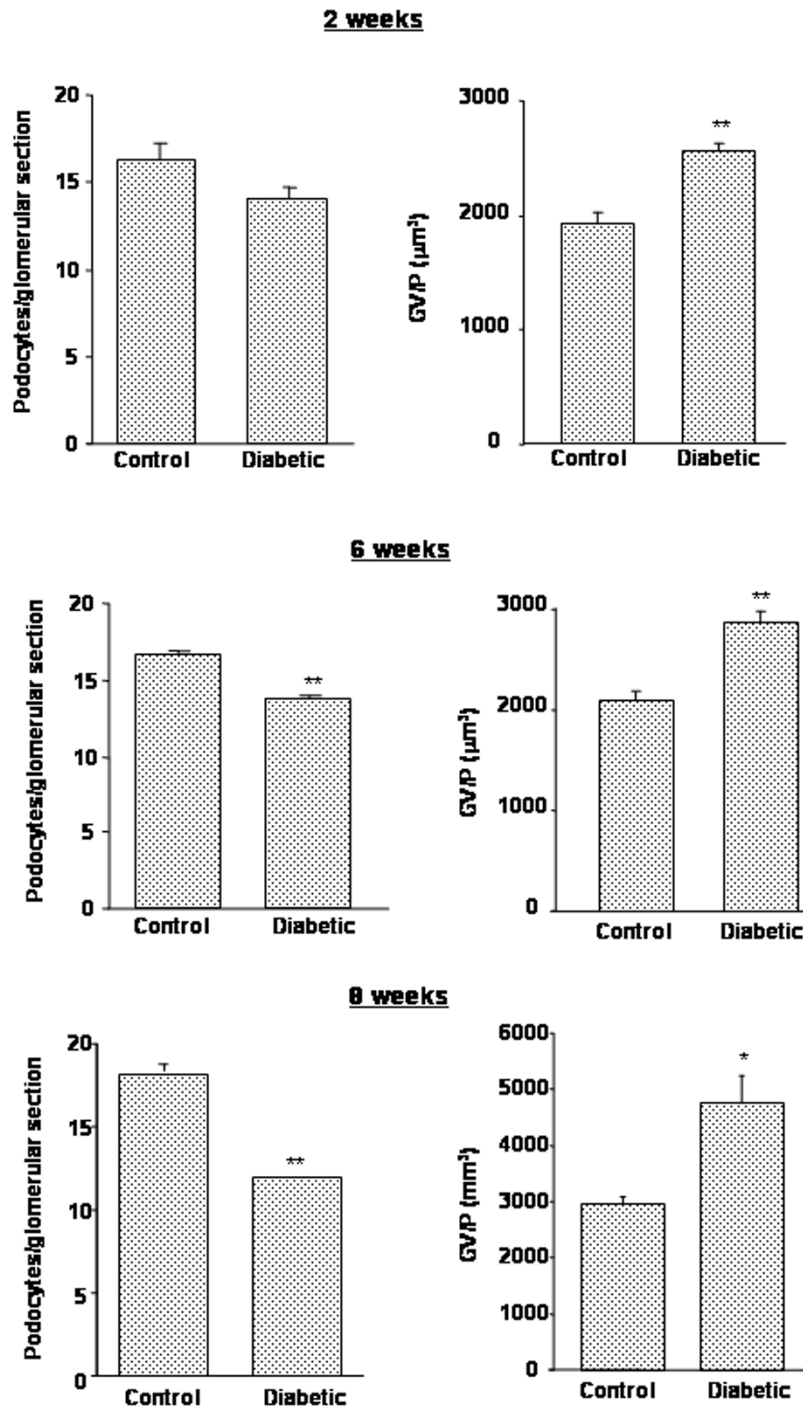 2 weeks
Podocytes/glomerular section
20
15
10
5
0
Control Diabetic
GV/P (µm³)
3000
2000
1000
0
**
Control Diabetic
6 weeks
Podocytes/glomerular section
20
15
10
5
0
**
Control Diabetic
GV/P (µm³)
3000
2000
1000
0
**
Control Diabetic
8 weeks
Podocytes/glomerular section
20
15
10
5
0
**
Control Diabetic
GV/P (mm³)
6000
5000
4000
3000
2000
1000
0
*
Control Diabetic